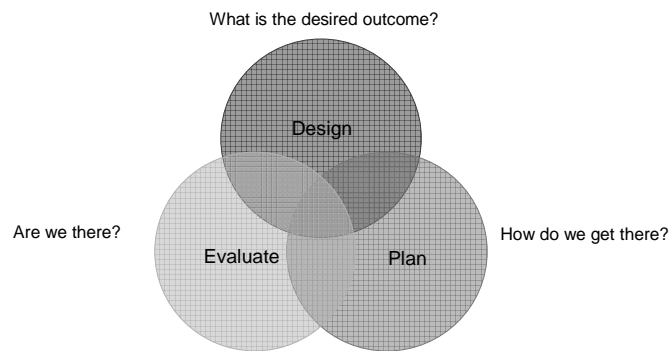 What is the desired outcome?
Design
Are we there?
How do we get there?
Evaluate
Plan